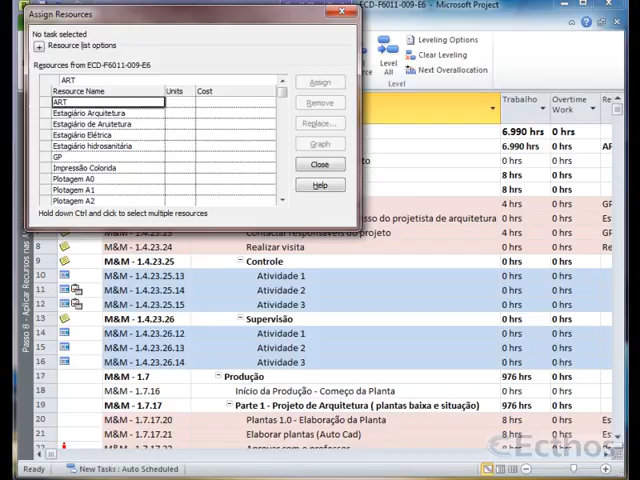 Assign Resources
ECD-F6011-009-E6 - Microsoft Project
No task selected
+ Resource list options
Resources from ECD-F6011-009-E6
ART
Resource Name Units Cost
ART
Estagiário Arquitetura
Estagiário de Aruitetura
Estagiário Elétrica
Estagiário hidrosanitária
GP
Impressão Colorida
Plotagem A0
Plotagem A1
Plotagem A2
Assign
Remove
Replace...
Graph
Close
Help
Hold down Ctrl and click to select multiple resources
Level All
Leveling Options
Clear Leveling
Next Overallocation
Level
Trabalho Overtime Work
6.990 hrs 0 hrs
6.990 hrs 0 hrs
0 hrs 0 hrs
0 hrs 0 hrs
0 hrs 0 hrs
4 hrs 0 hrs
sso do projetista de arquitetura 0 hrs 0 hrs
Contactar responsáveis do projeto 0 hrs 0 hrs
8 M&M - 1.4.23.24 Realizar visita 0 hrs 0 hrs
9 M&M - 1.4.23.25 Controle 0 hrs 0 hrs
10 M&M - 1.4.23.25.13 Atividade 1 0 hrs 0 hrs
11 M&M - 1.4.23.25.14 Atividade 2 0 hrs 0 hrs
12 M&M - 1.4.23.25.15 Atividade 3 0 hrs 0 hrs
13 M&M - 1.4.23.26 Supervisão 0 hrs 0 hrs
14 M&M - 1.4.23.26.12 Atividade 1 0 hrs 0 hrs
15 M&M - 1.4.23.26.13 Atividade 2 0 hrs 0 hrs
16 M&M - 1.4.23.26.14 Atividade 3 0 hrs 0 hrs
17 M&M - 1.7 Produção 976 hrs 0 hrs
18 M&M - 1.7.16 Início da Produção - Começo da Planta 0 hrs 0 hrs
19 M&M - 1.7.17 Parte 1 - Projeto de Arquitetura ( plantas baixa e situação) 976 hrs 0 hrs
20 M&M - 1.7.17.20 Plantas 1.0 - Elaboração da Planta 8 hrs 0 hrs
21 M&M - 1.7.17.21 Elaborar plantas (Auto Cad) 8 hrs 0 hrs
Passo 8 - Aplicar Recursos nas
Ecthos
Ready New Tasks : Auto Scheduled